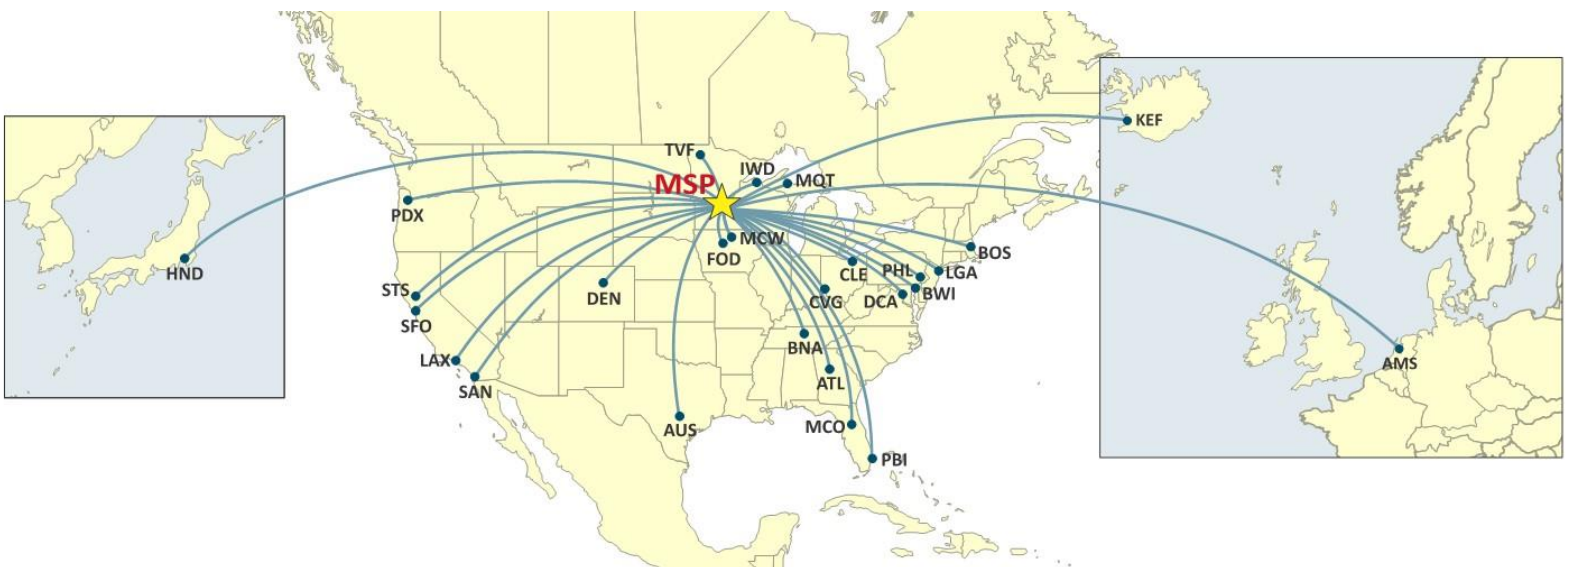 KEF
TVF
IWD
MQT
MSP
PDX
MCW
FOD
BOS
HND
CLE
PHL
LGA
STS
DEN
CVG
DCA
BWI
SFO
BNA
LAX
AMS
SAN
ATL
AUS
MCO
PBI